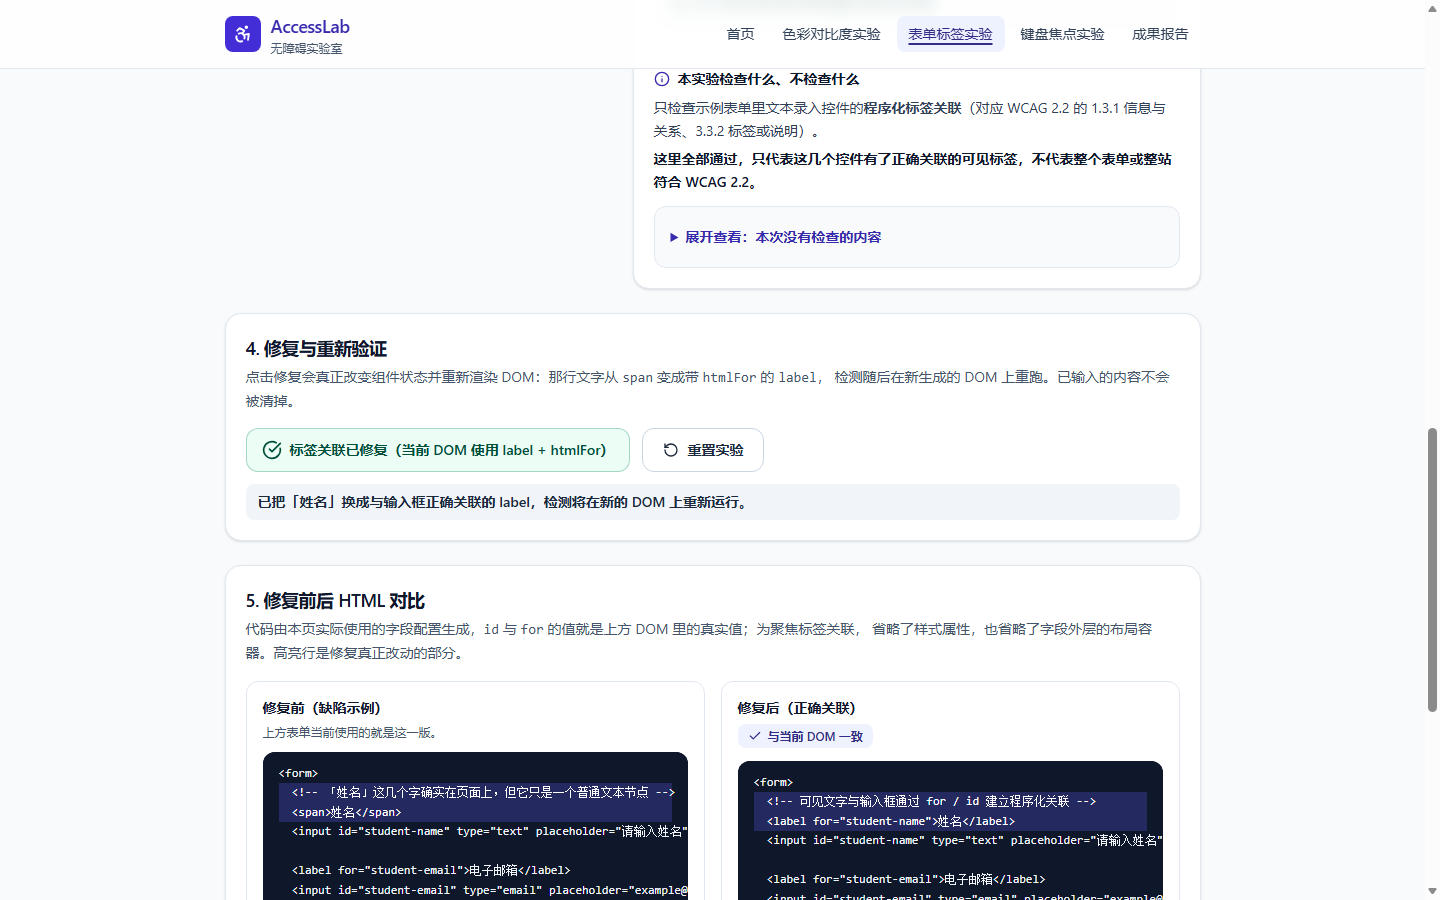 AccessLab
无障碍实验室
首页
色彩对比度实验
表单标签实验
键盘焦点实验
成果报告
本实验检查什么、不检查什么
只检查示例表单里文本录入控件的程序化标签关联（对应 WCAG 2.2 的 1.3.1 信息与
关系、3.3.2 标签或说明）。
这里全部通过，只代表这几个控件有了正确关联的可见标签，不代表整个表单或整站
符合 WCAG 2.2。
展开查看：本次没有检查的内容
4. 修复与重新验证
点击修复会真正改变组件状态并重新渲染 DOM：那行文字从 span 变成带 htmlFor 的 label， 检测随后在新生成的 DOM 上重跑。已输入的内容不会
被清掉。
标签关联已修复（当前 DOM 使用 label + htmlFor）
重置实验
已把「姓名」换成与输入框正确关联的 label，检测将在新的 DOM 上重新运行。
5. 修复前后 HTML 对比
代码由本页实际使用的字段配置生成，id 与 for 的值就是上方 DOM 里的真实值；为聚焦标签关联， 省略了样式属性，也省略了字段外层的布局容
器。高亮行是修复真正改动的部分。
修复前（缺陷示例）
上方表单当前使用的就是这一版。
<form>
<!-- 「姓名」这几个字确实在页面上，但它只是一个普通文本节点 -->
<span>姓名</span>
<input id="student-name" type="text" placeholder="请输入姓名"
<label for="student-email">电子邮箱</label>
<input id="student-email" type="email" placeholder="example@
修复后（正确关联）
与当前 DOM 一致
<form>
<!-- 可见文字与输入框通过 for / id 建立程序化关联 -->
<label for="student-name">姓名</label>
<input id="student-name" type="text" placeholder="请输入姓名"
<label for="student-email">电子邮箱</label>
<input id="student-email" type="email" placeholder="example@